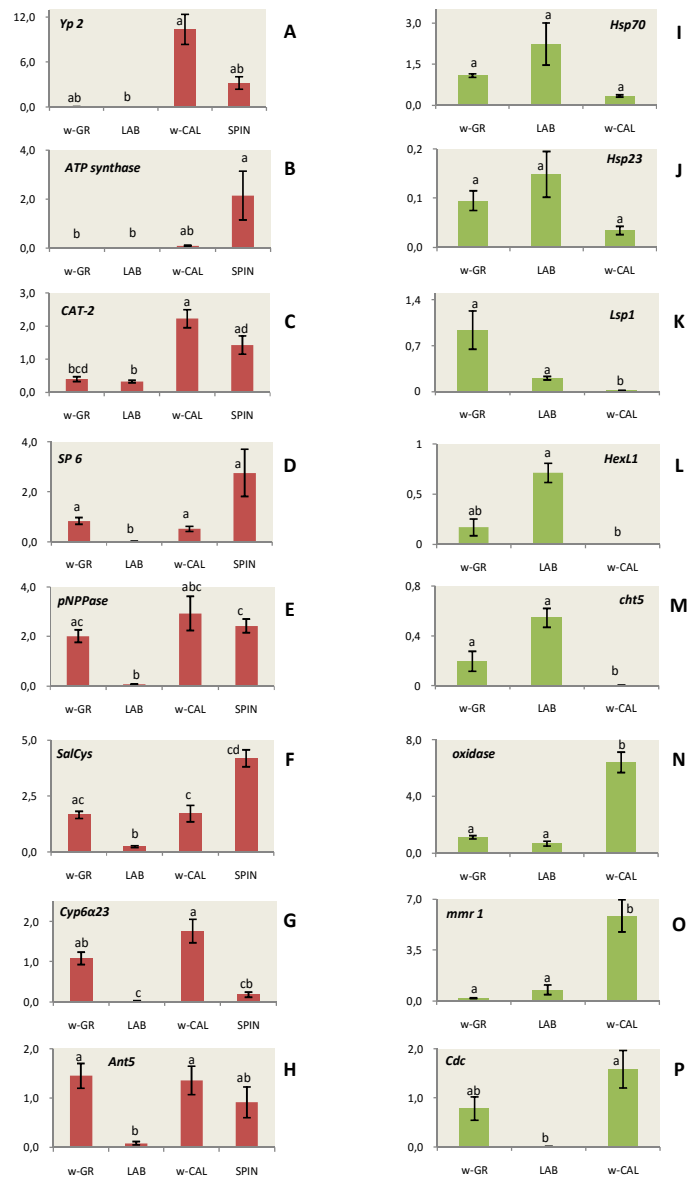 Yp 2
A
12,0
8,0
4,0
0,0
ab
b
a
ab
w-GR LAB w-CAL SPIN
ATP synthase
B
4,0
2,0
0,0
b
b
ab
a
w-GR LAB w-CAL SPIN
CAT-2
C
3,0
2,0
1,0
0,0
bcd
b
a
ad
w-GR LAB w-CAL SPIN
SP 6
D
4,0
2,0
0,0
a
b
a
a
w-GR LAB w-CAL SPIN
pNPPase
E
4,0
2,0
0,0
ac
b
abc
c
w-GR LAB w-CAL SPIN
SalCys
F
5,0
2,5
0,0
ac
b
c
cd
w-GR LAB w-CAL SPIN
Cyp6α23
G
2,0
1,0
0,0
ab
c
a
cb
w-GR LAB w-CAL SPIN
Ant5
H
2,0
1,0
0,0
a
b
a
ab
w-GR LAB w-CAL SPIN
Hsp70
I
3,0
1,5
0,0
a
a
a
w-GR LAB w-CAL
Hsp23
J
0,2
0,1
0,0
a
a
a
w-GR LAB w-CAL
Lsp1
K
1,4
0,7
0
a
a
b
w-GR LAB w-CAL
HexL1
L
1
0,5
0
ab
a
b
w-GR LAB w-CAL
cht5
M
0,8
0,4
0
a
a
b
w-GR LAB w-CAL
oxidase
N
8,0
4,0
0,0
a
a
b
w-GR LAB w-CAL
mmr 1
O
7,0
3,5
0,0
a
a
b
w-GR LAB w-CAL
Cdc
P
2,0
1,0
0,0
ab
b
a
w-GR LAB w-CAL